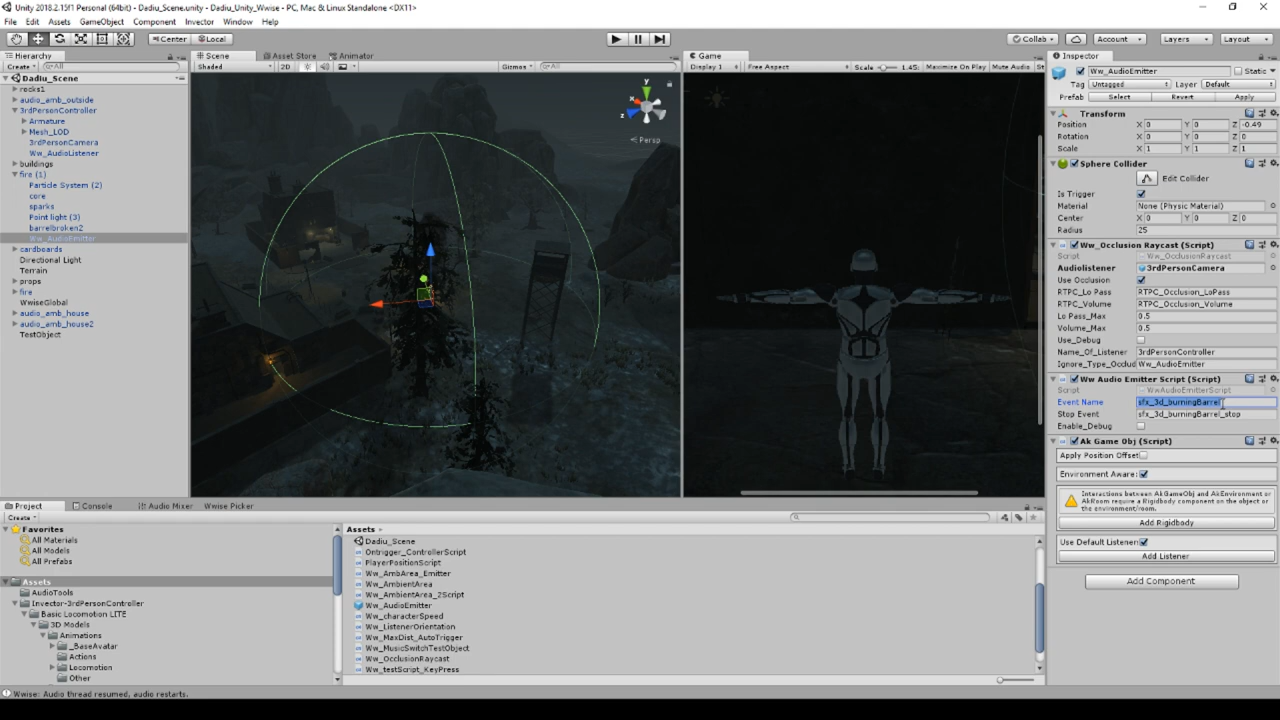 Unity 2018.2.15f1 Personal (64bit) - Dadiu_Scene.unity - Dadiu_Unity_Wwise - PC, Mac & Linux Standalone <DX11>
File Edit Assets GameObject Component Invector Window Help
Center Local
Collab Account Layers Layout
Hierarchy
Create All
Dadiu_Scene
rocks1
audio_amb_outside
3rdPersonController
Armature
Mesh_LOD
3rdPersonCamera
Ww_AudioListener
buildings
fire (1)
Particle System (2)
core
sparks
Point light (3)
barrelbroken2
Ww_AudioEmitter
cardboards
Directional Light
Terrain
props
fire
WwiseGlobal
audio_amb_house
audio_amb_house2
TestObject
Scene Asset Store Animator
Shaded 2D Gizmos All
y
x
z
Persp
Game
Display 1 Free Aspect Scale 1.45: Maximize On Play Mute Audio St
Inspector
Ww_AudioEmitter Static
Tag Untagged Layer Default
Prefab Select Revert Apply
Transform
Position X 0 Y 0 Z -0.49
Rotation X 0 Y 0 Z 0
Scale X 1 Y 1 Z 1
Sphere Collider
Edit Collider
Is Trigger
Material None (Physic Material)
Center X 0 Y 0 Z 0
Radius 25
Ww_Occlusion Raycast (Script)
Script Ww_OcclusionRaycast
Audiolistener 3rdPersonCamera
Use Occlusion
RTPC_Lo Pass RTPC_Occlusion_LoPass
RTPC_Volume RTPC_Occlusion_Volume
Lo Pass_Max 0.5
Volume_Max 0.5
Use_Debug
Name_Of_Listener 3rdPersonController
Ignore_Type_Occlud Ww_AudioEmitter
Ww Audio Emitter Script (Script)
Script WwAudioEmitterScript
Event Name sfx_3d_burningBarrel
Stop Event sfx_3d_burningBarrel_stop
Enable_Debug
Ak Game Obj (Script)
Apply Position Offset
Environment Aware:
Interactions between AkGameObj and AkEnvironment or
AkRoom require a Rigidbody component on the object or
the environment/room.
Add Rigidbody
Use Default Listener
Add Listener
Add Component
Project Console Audio Mixer Wwise Picker
Create
Favorites
All Materials
All Models
All Prefabs
Assets
AudioTools
Invector-3rdPersonController
Basic Locomotion LITE
3D Models
Animations
_BaseAvatar
Actions
Locomotion
Other
Assets
Dadiu_Scene
Ontrigger_ControllerScript
PlayerPositionScript
Ww_AmbArea_Emitter
Ww_AmbientArea
Ww_AmbientArea_2Script
Ww_AudioEmitter
Ww_characterSpeed
Ww_ListenerOrientation
Ww_MaxDist_AutoTrigger
Ww_MusicSwitchTestObject
Ww_OcclusionRaycast
Ww_testScript_KeyPress
Wwise: Audio thread resumed, audio restarts.